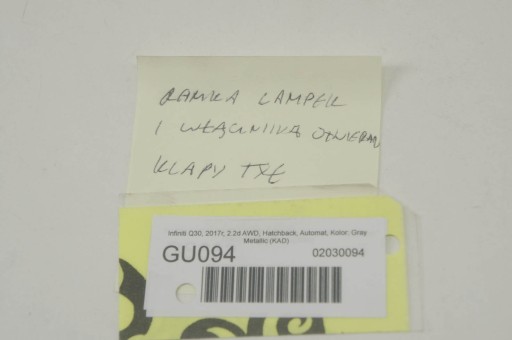 RAMKA LAMPEK
I WŁĄCZNIKA OTWIERAN
KLAPY TYŁ
Infiniti Q30, 2017r, 2.2d AWD, Hatchback, Automat, Kolor: Gray
Metallic (KAD)
GU094 02030094